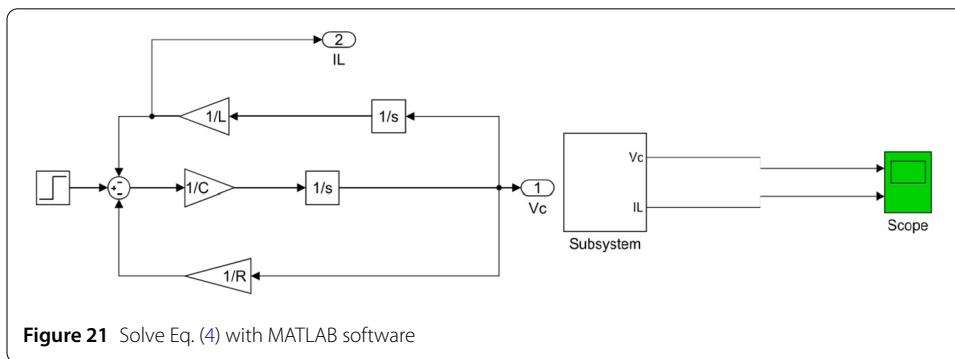 2
IL
1/L
1/s
1/C
1/s
1
Vc
1/R
Vc
IL
Subsystem
Scope
Figure 21 Solve Eq. (4) with MATLAB software